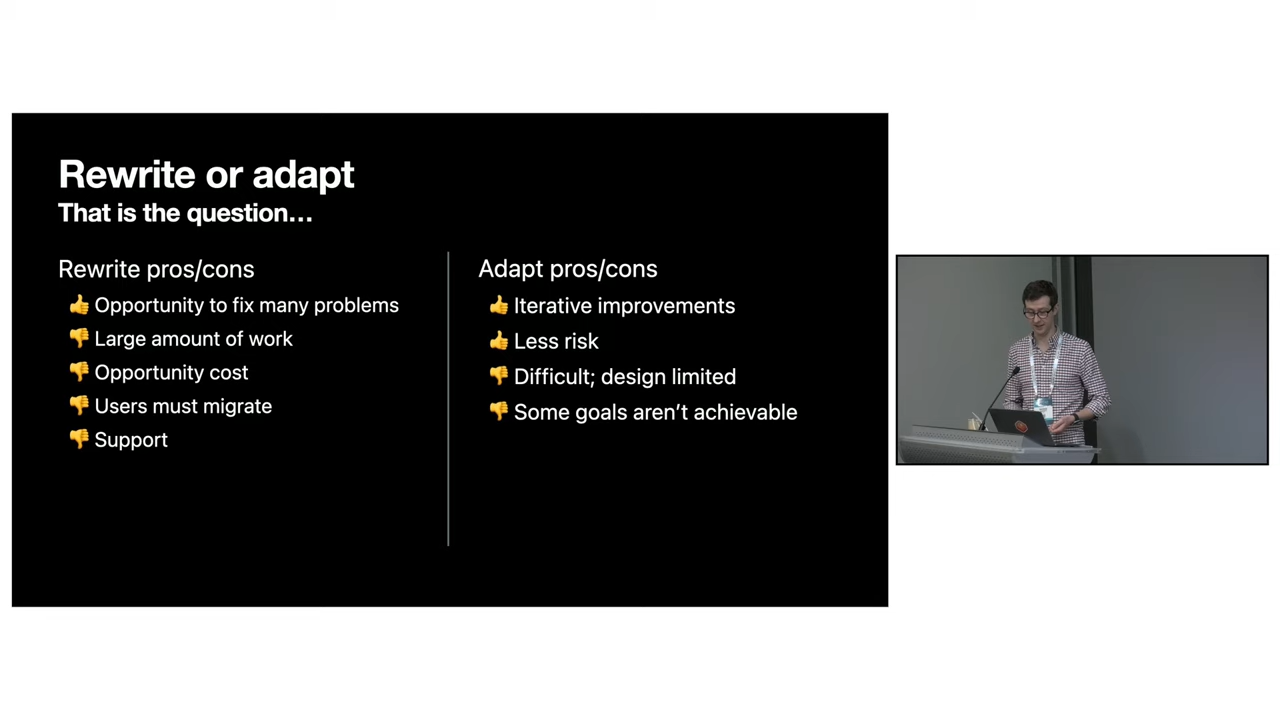 Rewrite or adapt
That is the question…
Rewrite pros/cons
👍 Opportunity to fix many problems
👎 Large amount of work
👎 Opportunity cost
👎 Users must migrate
👎 Support
Adapt pros/cons
👍 Iterative improvements
👍 Less risk
👎 Difficult; design limited
👎 Some goals aren’t achievable